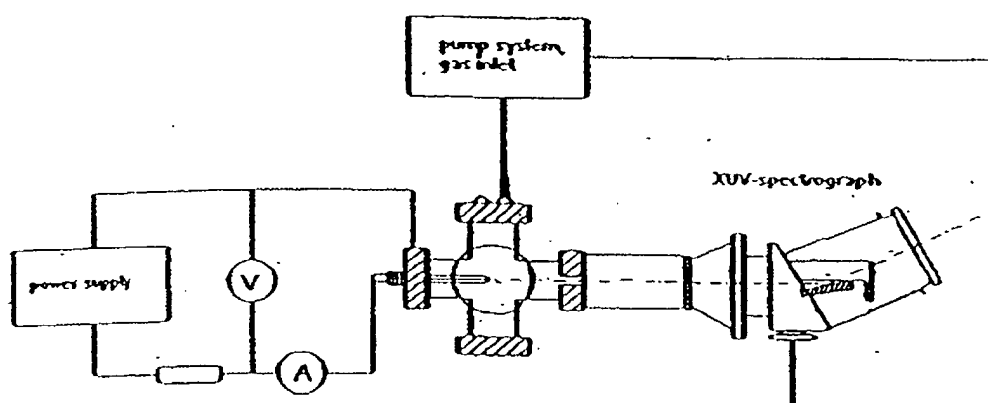 pump system
gas inlet
XUV-spectrograph
power supply
V
A